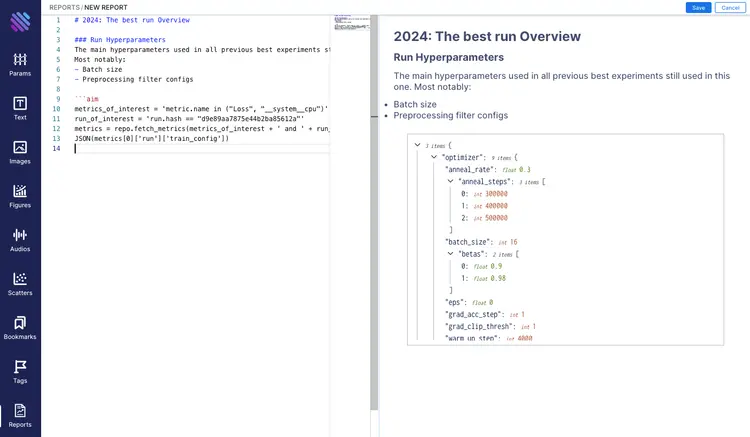 REPORTS / NEW REPORT
Save
Cancel
Params
Text
Images
Figures
Audios
Scatters
Bookmarks
Tags
Reports
1 # 2024: The best run Overview
2
3 ### Run Hyperparameters
4 The main hyperparameters used in all previous best experiments st
5 Most notably:
6 - Batch size
7 - Preprocessing filter configs
8
9 ```aim
10 metrics_of_interest = 'metric.name in ("Loss", "__system__cpu")'
11 run_of_interest = 'run.hash == "d9e89aa7875e44b2ba85612a"'
12 metrics = repo.fetch_metrics(metrics_of_interest + ' and ' + run_
13 JSON(metrics[0]['run']['train_config'])
14
2024: The best run Overview
Run Hyperparameters
The main hyperparameters used in all previous best experiments still used in this
one. Most notably:
• Batch size
• Preprocessing filter configs
3 items {
"optimizer": 9 items {
"anneal_rate": float 0.3
"anneal_steps": 3 items [
0: int 300000
1: int 400000
2: int 500000
]
"batch_size": int 16
"betas": 2 items [
0: float 0.9
1: float 0.98
]
"eps": float 0
"grad_acc_step": int 1
"grad_clip_thresh": int 1
"warm_up_step": int 4000